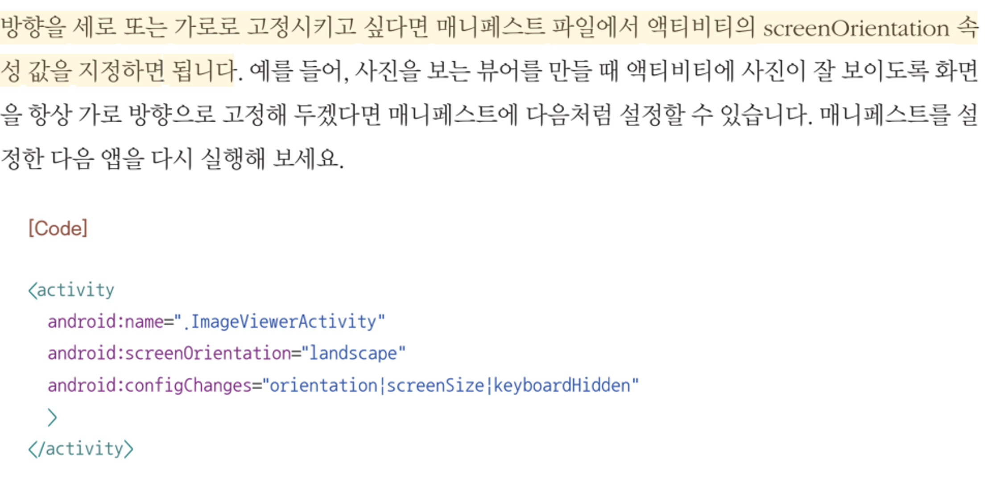 방향을 세로 또는 가로로 고정시키고 싶다면 매니페스트 파일에서 액티비티의 screenOrientation 속
성 값을 지정하면 됩니다. 예를 들어, 사진을 보는 뷰어를 만들 때 액티비티에 사진이 잘 보이도록 화면
을 항상 가로 방향으로 고정해 두겠다면 매니페스트에 다음처럼 설정할 수 있습니다. 매니페스트를 설
정한 다음 앱을 다시 실행해 보세요.
[Code]
<activity
android:name=".ImageViewerActivity"
android:screenOrientation="landscape"
android:configChanges="orientation|screenSize|keyboardHidden"
>
</activity>